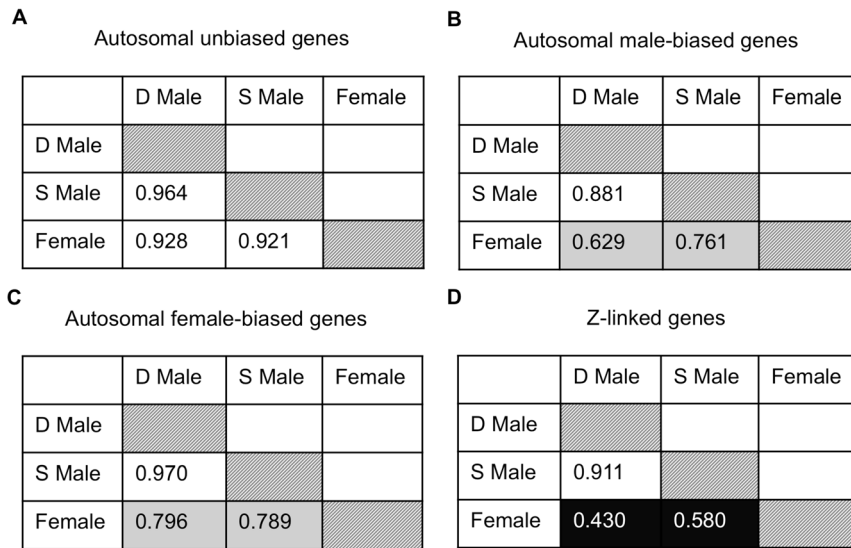 A
Autosomal unbiased genes
D Male S Male Female
D Male
S Male 0.964
Female 0.928 0.921
B
Autosomal male-biased genes
D Male S Male Female
D Male
S Male 0.881
Female 0.629 0.761
C
Autosomal female-biased genes
D Male S Male Female
D Male
S Male 0.970
Female 0.796 0.789
D
Z-linked genes
D Male S Male Female
D Male
S Male 0.911
Female 0.430 0.580